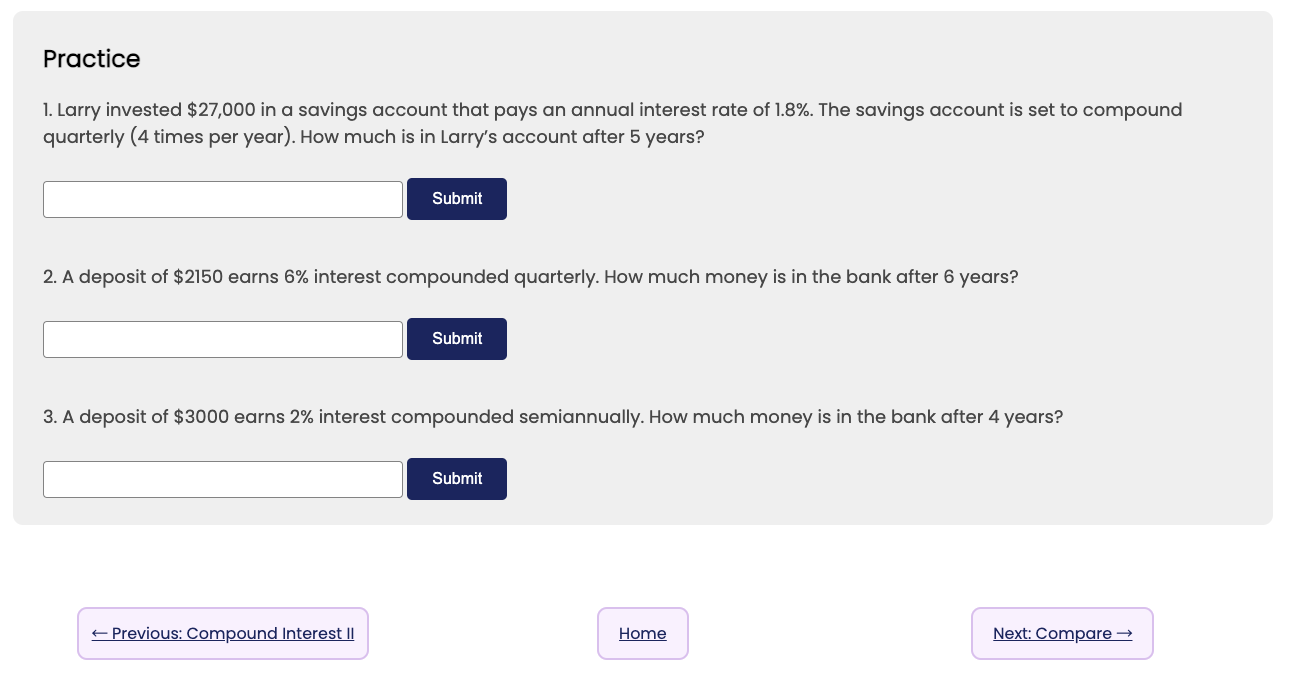 Practice
1. Larry invested $27,000 in a savings account that pays an annual interest rate of 1.8%. The savings account is set to compound
quarterly (4 times per year). How much is in Larry’s account after 5 years?
Submit
2. A deposit of $2150 earns 6% interest compounded quarterly. How much money is in the bank after 6 years?
Submit
3. A deposit of $3000 earns 2% interest compounded semiannually. How much money is in the bank after 4 years?
Submit
← Previous: Compound Interest II
Home
Next: Compare →